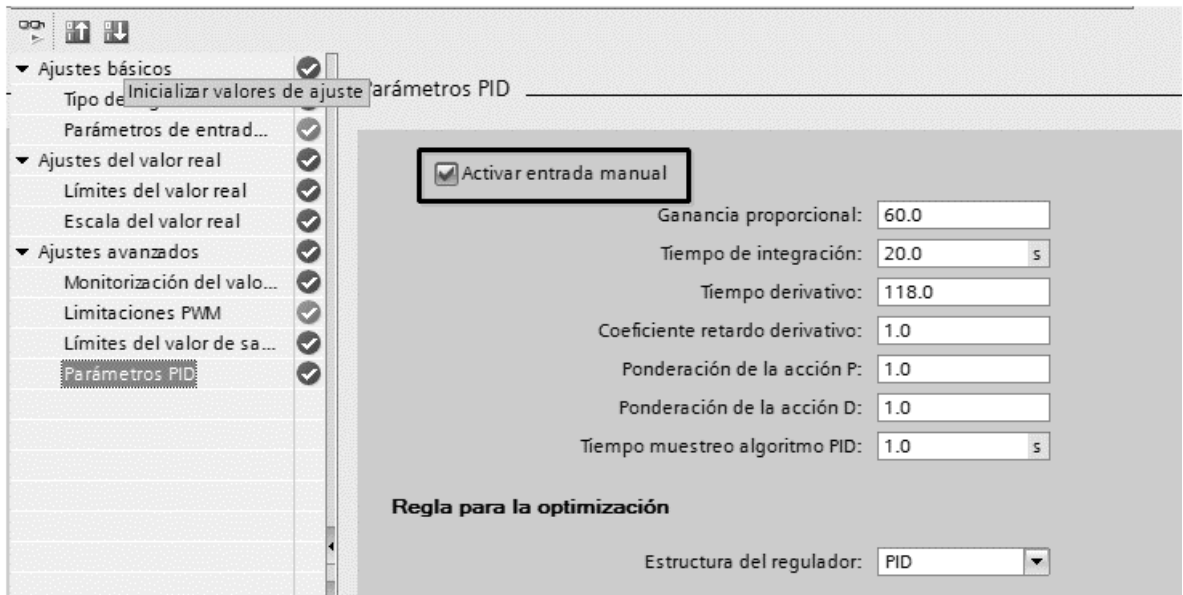 Ajustes básicos
Inicializar valores de ajuste
Tipo de
Parámetros PID
Parámetros de entrad...
Ajustes del valor real
Límites del valor real
Escala del valor real
Ajustes avanzados
Monitorización del valo...
Limitaciones PWM
Límites del valor de sa...
Parámetros PID
Activar entrada manual
Ganancia proporcional: 60.0
Tiempo de integración: 20.0 s
Tiempo derivativo: 118.0
Coeficiente retardo derivativo: 1.0
Ponderación de la acción P: 1.0
Ponderación de la acción D: 1.0
Tiempo muestreo algoritmo PID: 1.0 s
Regla para la optimización
Estructura del regulador: PID